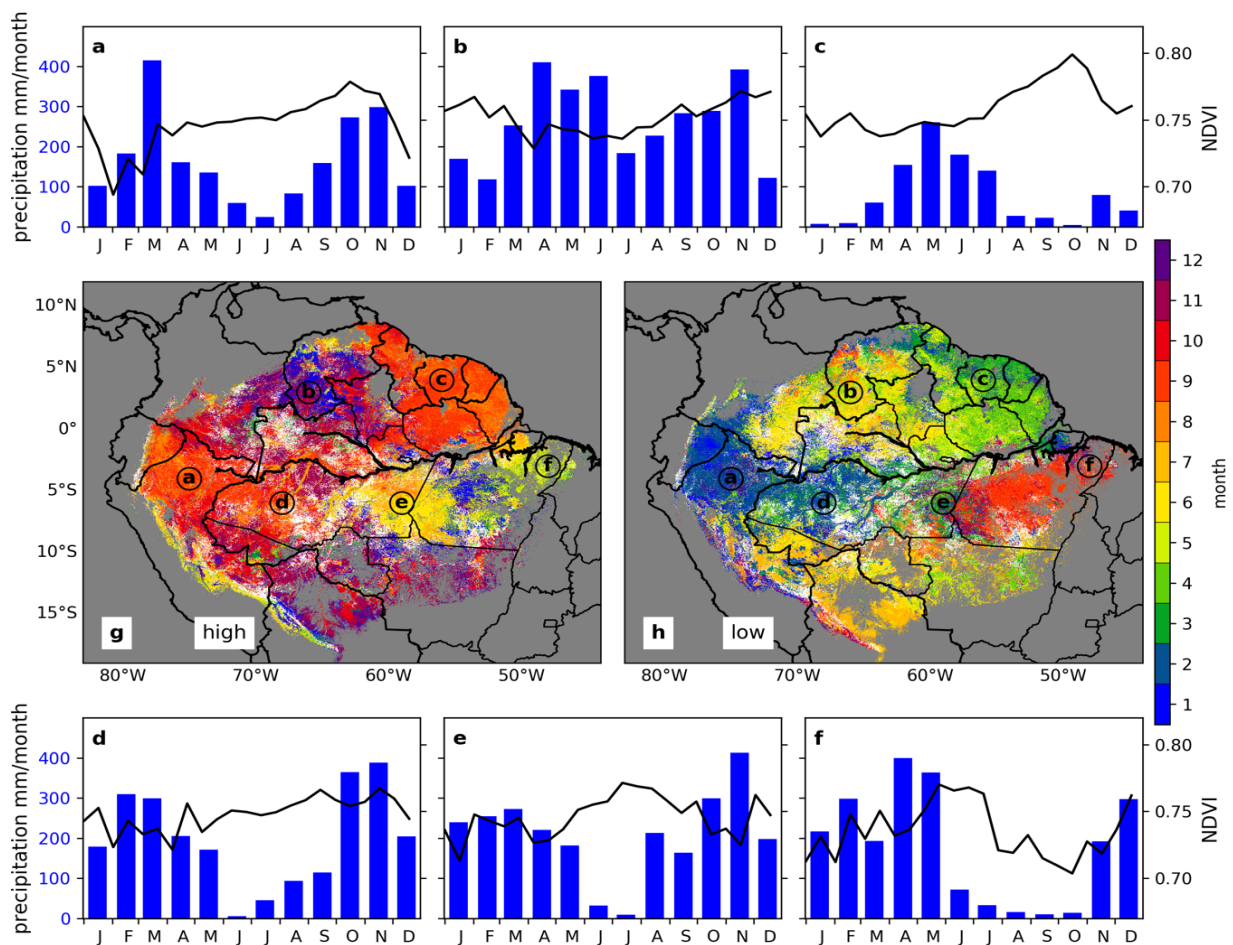 a b c
precipitation mm/month
400
300
200
100
0
J F M A M J J A S O N D
J F M A M J J A S O N D
J F M A M J J A S O N D
0.80
0.75
0.70
NDVI
10°N
5°N
0°
5°S
10°S
15°S
b c a d e f
g high
80°W 70°W 60°W 50°W
b c a d e f
h low
80°W 70°W 60°W 50°W
12
11
10
9
8
7
6
5
4
3
2
1
month
d e f
precipitation mm/month
400
300
200
100
0
J F M A M J J A S O N D
J F M A M J J A S O N D
J F M A M J J A S O N D
0.80
0.75
0.70
NDVI